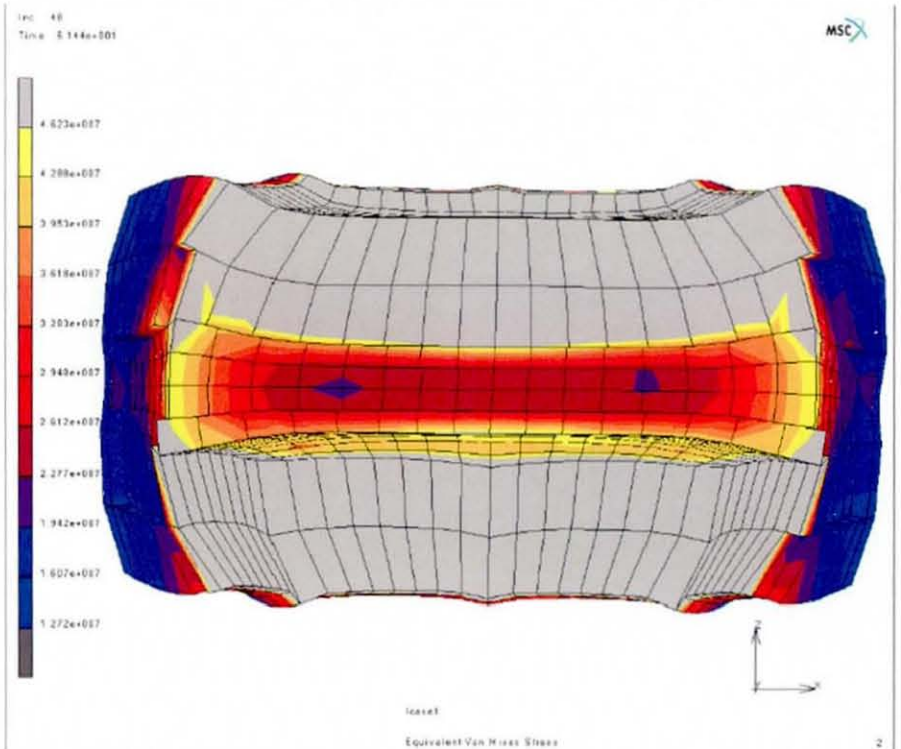 Inc: 48
Time: 6.144e+001
MSC
4.623e+007
4.288e+007
3.953e+007
3.618e+007
3.283e+007
2.948e+007
2.612e+007
2.277e+007
1.942e+007
1.607e+007
1.272e+007
Z
X
lcase1
Equivalent Von Mises Stress
2